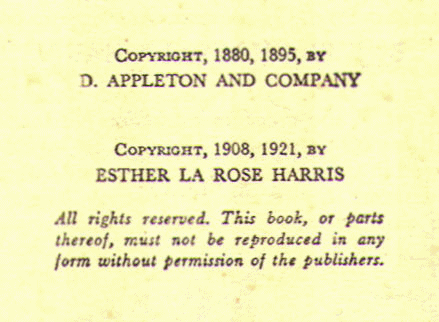 COPYRIGHT, 1880, 1895, BY
D. APPLETON AND COMPANY
COPYRIGHT, 1908, 1921, BY
ESTHER LA ROSE HARRIS
All rights reserved. This book, or parts
thereof, must not be reproduced in any
form without permission of the publishers.